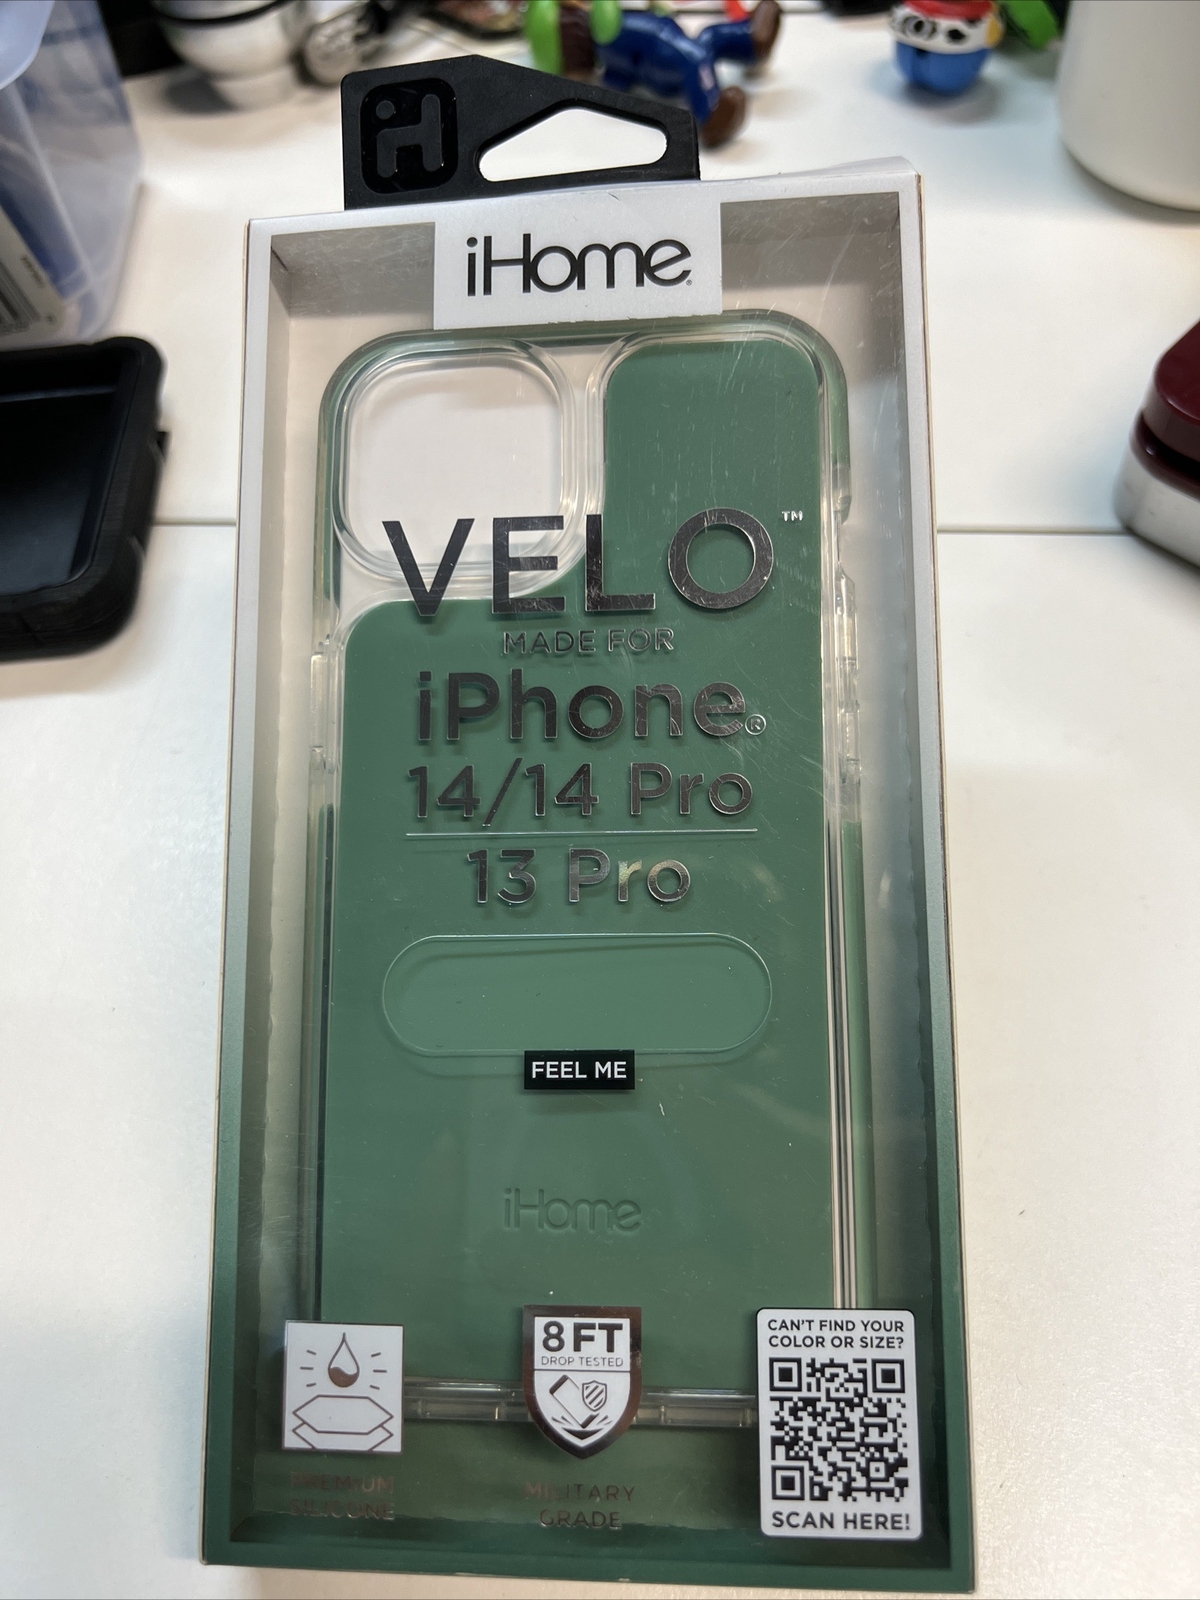 iH
iHome®
VELO™
MADE FOR
iPhone®
14/14 Pro
13 Pro
FEEL ME
iHome
8 FT
DROP TESTED
PREMIUM
SILICONE
MILITARY
GRADE
CAN'T FIND YOUR
COLOR OR SIZE?
SCAN HERE!